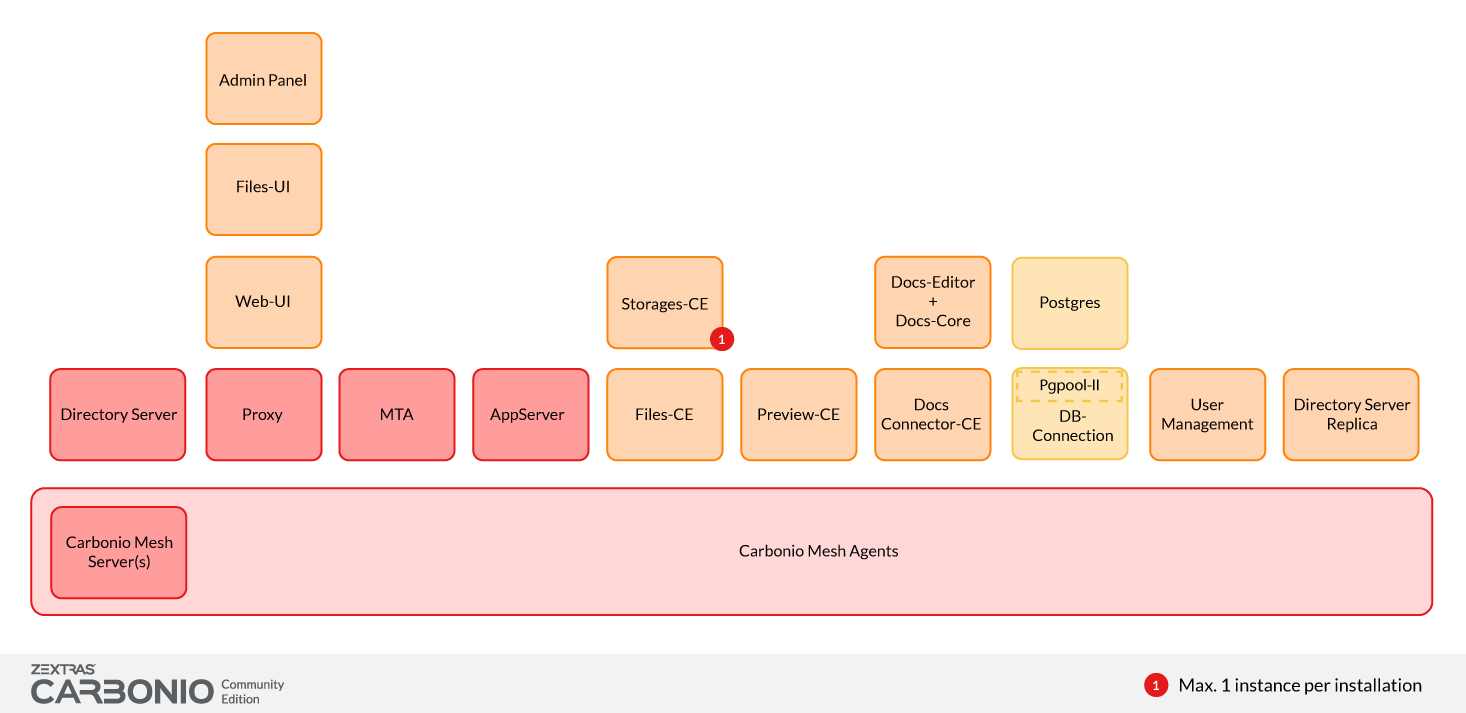 Admin Panel
Files-UI
Web-UI
Storages-CE
1
Docs-Editor
+
Docs-Core
Postgres
Directory Server
Proxy
MTA
AppServer
Files-CE
Preview-CE
Docs
Connector-CE
Pgpool-II
DB-
Connection
User
Management
Directory Server
Replica
Carbonio Mesh
Server(s)
Carbonio Mesh Agents
ZEXTRAS
CARBONIO
Community
Edition
1 Max. 1 instance per installation